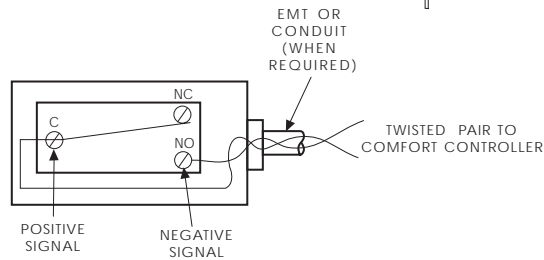 EMT OR
CONDUIT
(WHEN
REQUIRED)
NC
C
NO
TWISTED PAIR TO
COMFORT CONTROLLER
POSITIVE
SIGNAL
NEGATIVE
SIGNAL